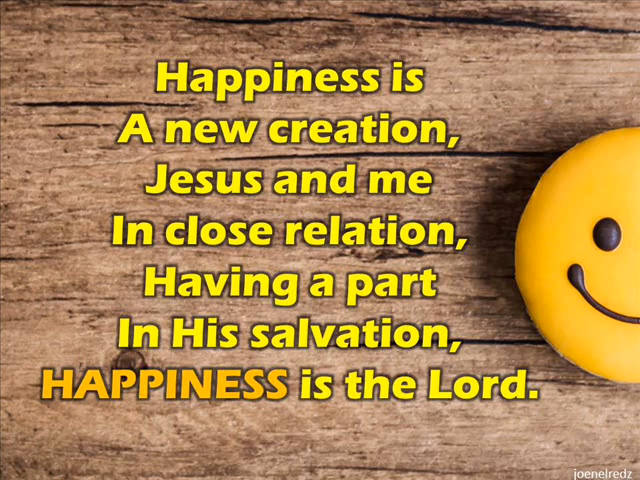 Happiness is
A new creation,
Jesus and me
In close relation,
Having a part
In His salvation,
HAPPINESS is the Lord.
joenelredz